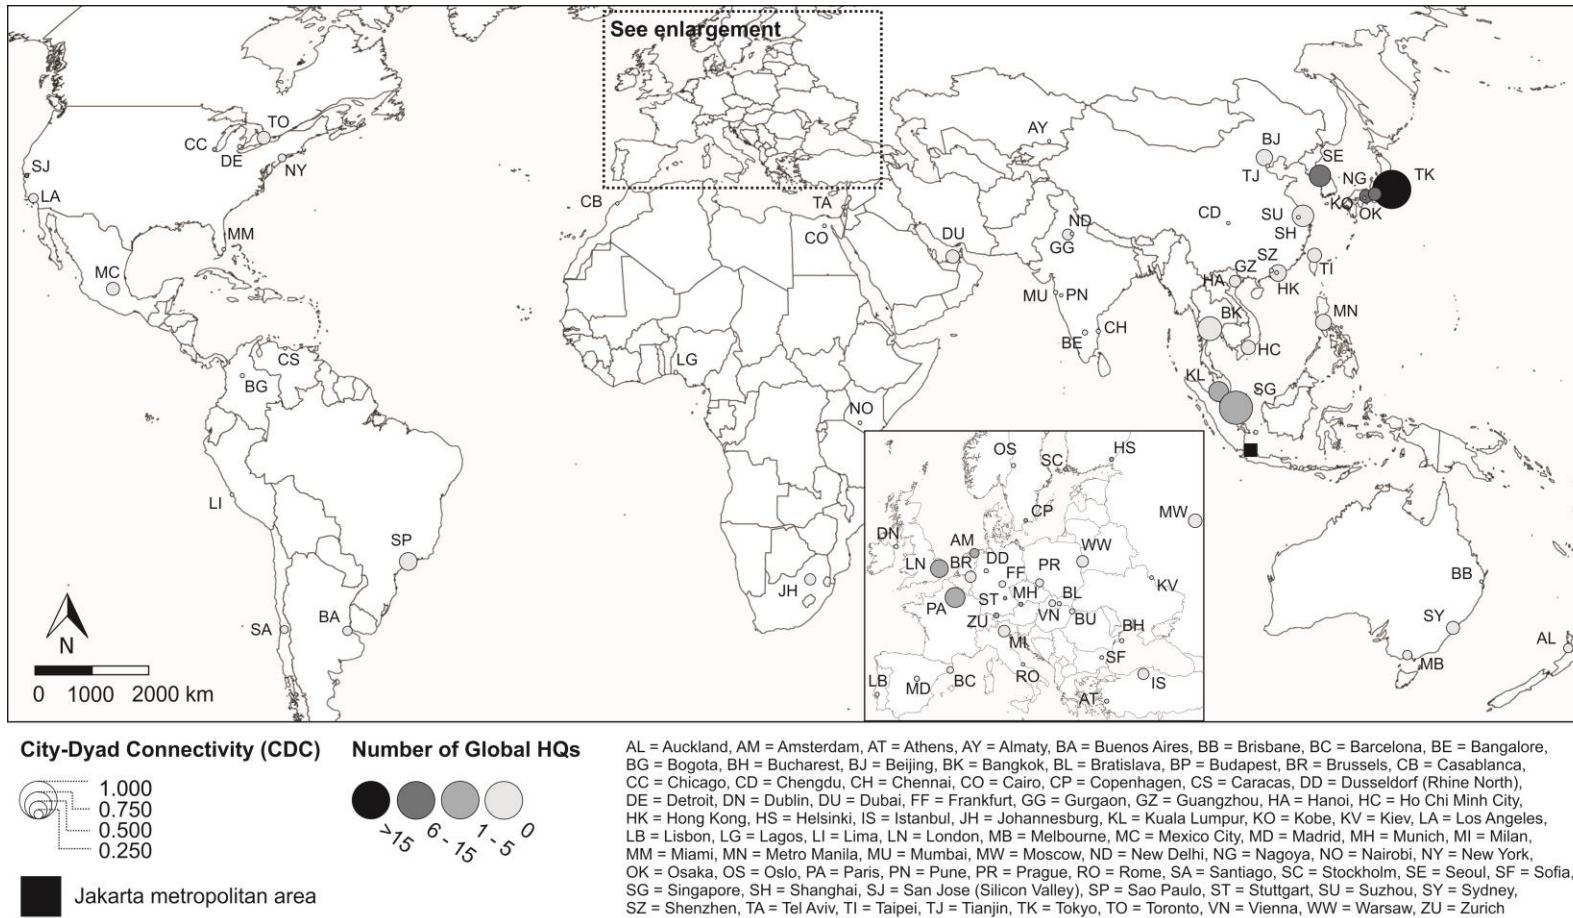 See enlargement
TO
CC
DE
NY
SJ
LA
MM
MC
CS
BG
LI
SP
SA
BA
N
0 1000 2000 km
CB
TA
CO
LG
NO
JH
DU
AY
ND
GG
MU
PN
BE
CH
CD
BJ
TJ
SE
NG
TK
KO
OK
SU
SH
SZ
GZ
HA
HK
TI
BK
MN
HC
KL
SG
BB
SY
MB
AL
OS
SC
HS
CP
MW
DN
AM
LN
BR
DD
FF
PR
WW
KV
PA
ST
MH
BL
ZU
VN
BU
BH
MI
SF
LB
MD
BC
RO
AT
IS
City-Dyad Connectivity (CDC)
1.000
0.750
0.500
0.250
Jakarta metropolitan area
Number of Global HQs
>15
6 - 15
1 - 5
0
AL = Auckland, AM = Amsterdam, AT = Athens, AY = Almaty, BA = Buenos Aires, BB = Brisbane, BC = Barcelona, BE = Bangalore,
BG = Bogota, BH = Bucharest, BJ = Beijing, BK = Bangkok, BL = Bratislava, BP = Budapest, BR = Brussels, CB = Casablanca,
CC = Chicago, CD = Chengdu, CH = Chennai, CO = Cairo, CP = Copenhagen, CS = Caracas, DD = Dusseldorf (Rhine North),
DE = Detroit, DN = Dublin, DU = Dubai, FF = Frankfurt, GG = Gurgaon, GZ = Guangzhou, HA = Hanoi, HC = Ho Chi Minh City,
HK = Hong Kong, HS = Helsinki, IS = Istanbul, JH = Johannesburg, KL = Kuala Lumpur, KO = Kobe, KV = Kiev, LA = Los Angeles,
LB = Lisbon, LG = Lagos, LI = Lima, LN = London, MB = Melbourne, MC = Mexico City, MD = Madrid, MH = Munich, MI = Milan,
MM = Miami, MN = Metro Manila, MU = Mumbai, MW = Moscow, ND = New Delhi, NG = Nagoya, NO = Nairobi, NY = New York,
OK = Osaka, OS = Oslo, PA = Paris, PN = Pune, PR = Prague, RO = Rome, SA = Santiago, SC = Stockholm, SE = Seoul, SF = Sofia,
SG = Singapore, SH = Shanghai, SJ = San Jose (Silicon Valley), SP = Sao Paulo, ST = Stuttgart, SU = Suzhou, SY = Sydney,
SZ = Shenzhen, TA = Tel Aviv, TI = Taipei, TJ = Tianjin, TK = Tokyo, TO = Toronto, VN = Vienna, WW = Warsaw, ZU = Zurich